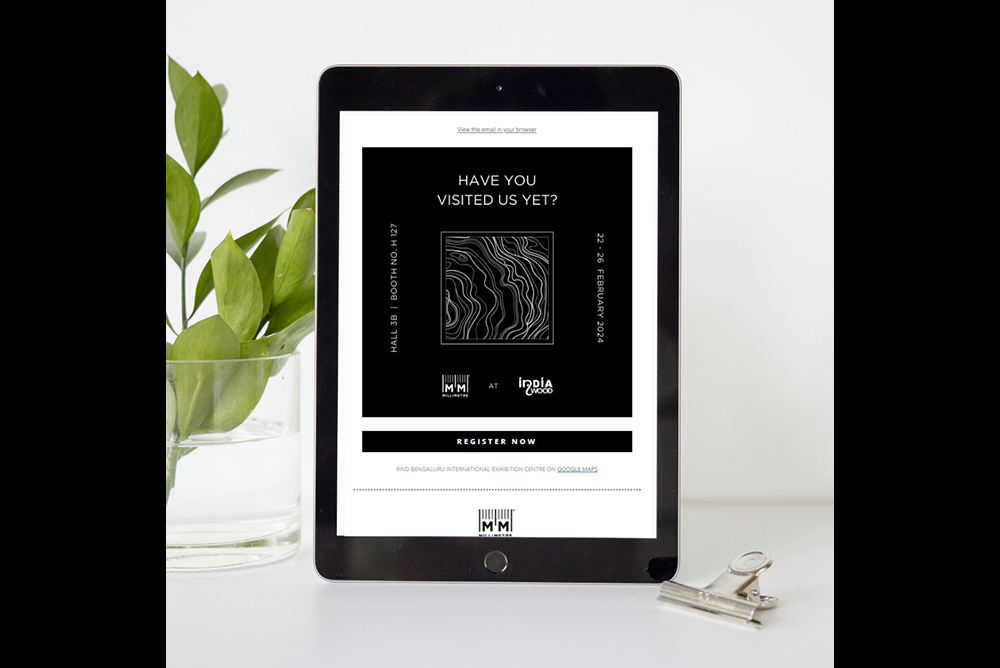 View this email in your browser
HAVE YOU
VISITED US YET?
HALL 3B | BOOTH NO. H 127
22 - 26 FEBRUARY 2024
MM
MILLIMETRE
AT
iNDiA
WOOD
REGISTER NOW
FIND BENGALURU INTERNATIONAL EXHIBITION CENTRE ON GOOGLE MAPS
MM
MILLIMETRE